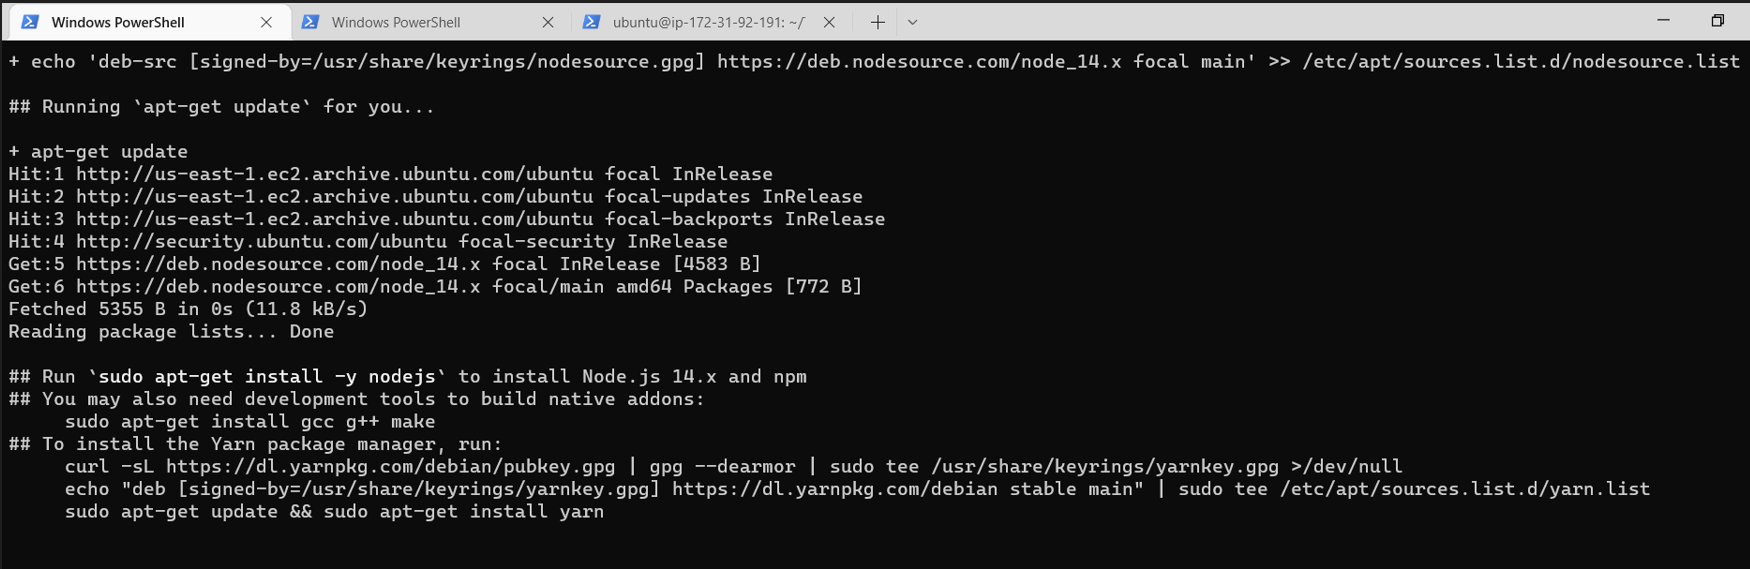 Windows PowerShell
Windows PowerShell
ubuntu@ip-172-31-92-191: ~/
+ echo 'deb-src [signed-by=/usr/share/keyrings/nodesource.gpg] https://deb.nodesource.com/node_14.x focal main' >> /etc/apt/sources.list.d/nodesource.list
## Running `apt-get update` for you...
+ apt-get update
Hit:1 http://us-east-1.ec2.archive.ubuntu.com/ubuntu focal InRelease
Hit:2 http://us-east-1.ec2.archive.ubuntu.com/ubuntu focal-updates InRelease
Hit:3 http://us-east-1.ec2.archive.ubuntu.com/ubuntu focal-backports InRelease
Hit:4 http://security.ubuntu.com/ubuntu focal-security InRelease
Get:5 https://deb.nodesource.com/node_14.x focal InRelease [4583 B]
Get:6 https://deb.nodesource.com/node_14.x focal/main amd64 Packages [772 B]
Fetched 5355 B in 0s (11.8 kB/s)
Reading package lists... Done
## Run `sudo apt-get install -y nodejs` to install Node.js 14.x and npm
## You may also need development tools to build native addons:
sudo apt-get install gcc g++ make
## To install the Yarn package manager, run:
curl -sL https://dl.yarnpkg.com/debian/pubkey.gpg | gpg --dearmor | sudo tee /usr/share/keyrings/yarnkey.gpg >/dev/null
echo "deb [signed-by=/usr/share/keyrings/yarnkey.gpg] https://dl.yarnpkg.com/debian stable main" | sudo tee /etc/apt/sources.list.d/yarn.list
sudo apt-get update && sudo apt-get install yarn